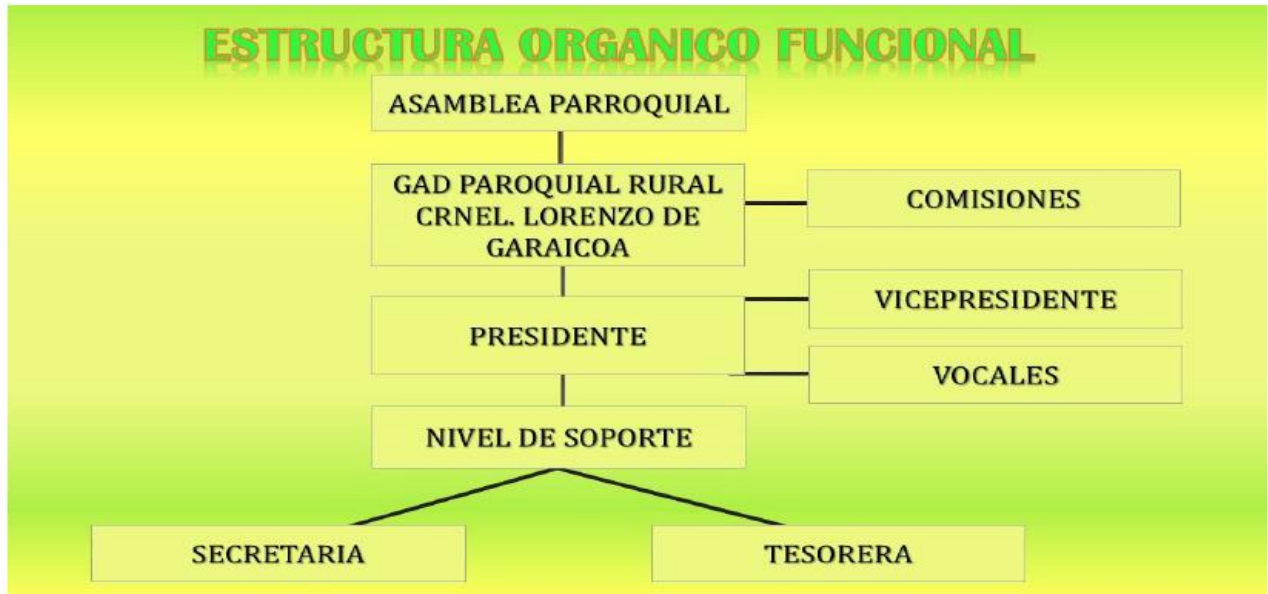 ESTRUCTURA ORGANICO FUNCIONAL
ASAMBLEA PARROQUIAL
GAD PAROQUIAL RURAL
CRNEL. LORENZO DE
GARAICOA
COMISIONES
PRESIDENTE
VICEPRESIDENTE
VOCALES
NIVEL DE SOPORTE
SECRETARIA
TESORERA